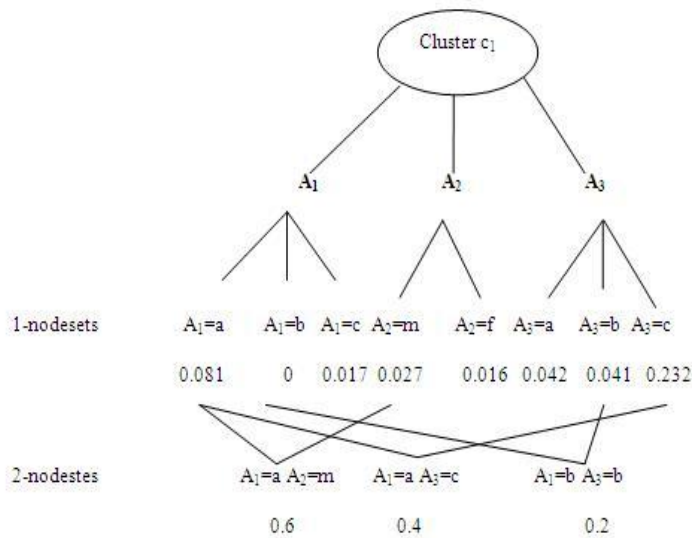 Cluster c₁
A₁ A₂ A₃
1-nodesets A₁=a A₁=b A₁=c A₂=m A₂=f A₃=a A₃=b A₃=c
0.081 0 0.017 0.027 0.016 0.042 0.041 0.232
2-nodestes A₁=a A₂=m A₁=a A₃=c A₁=b A₃=b
0.6 0.4 0.2